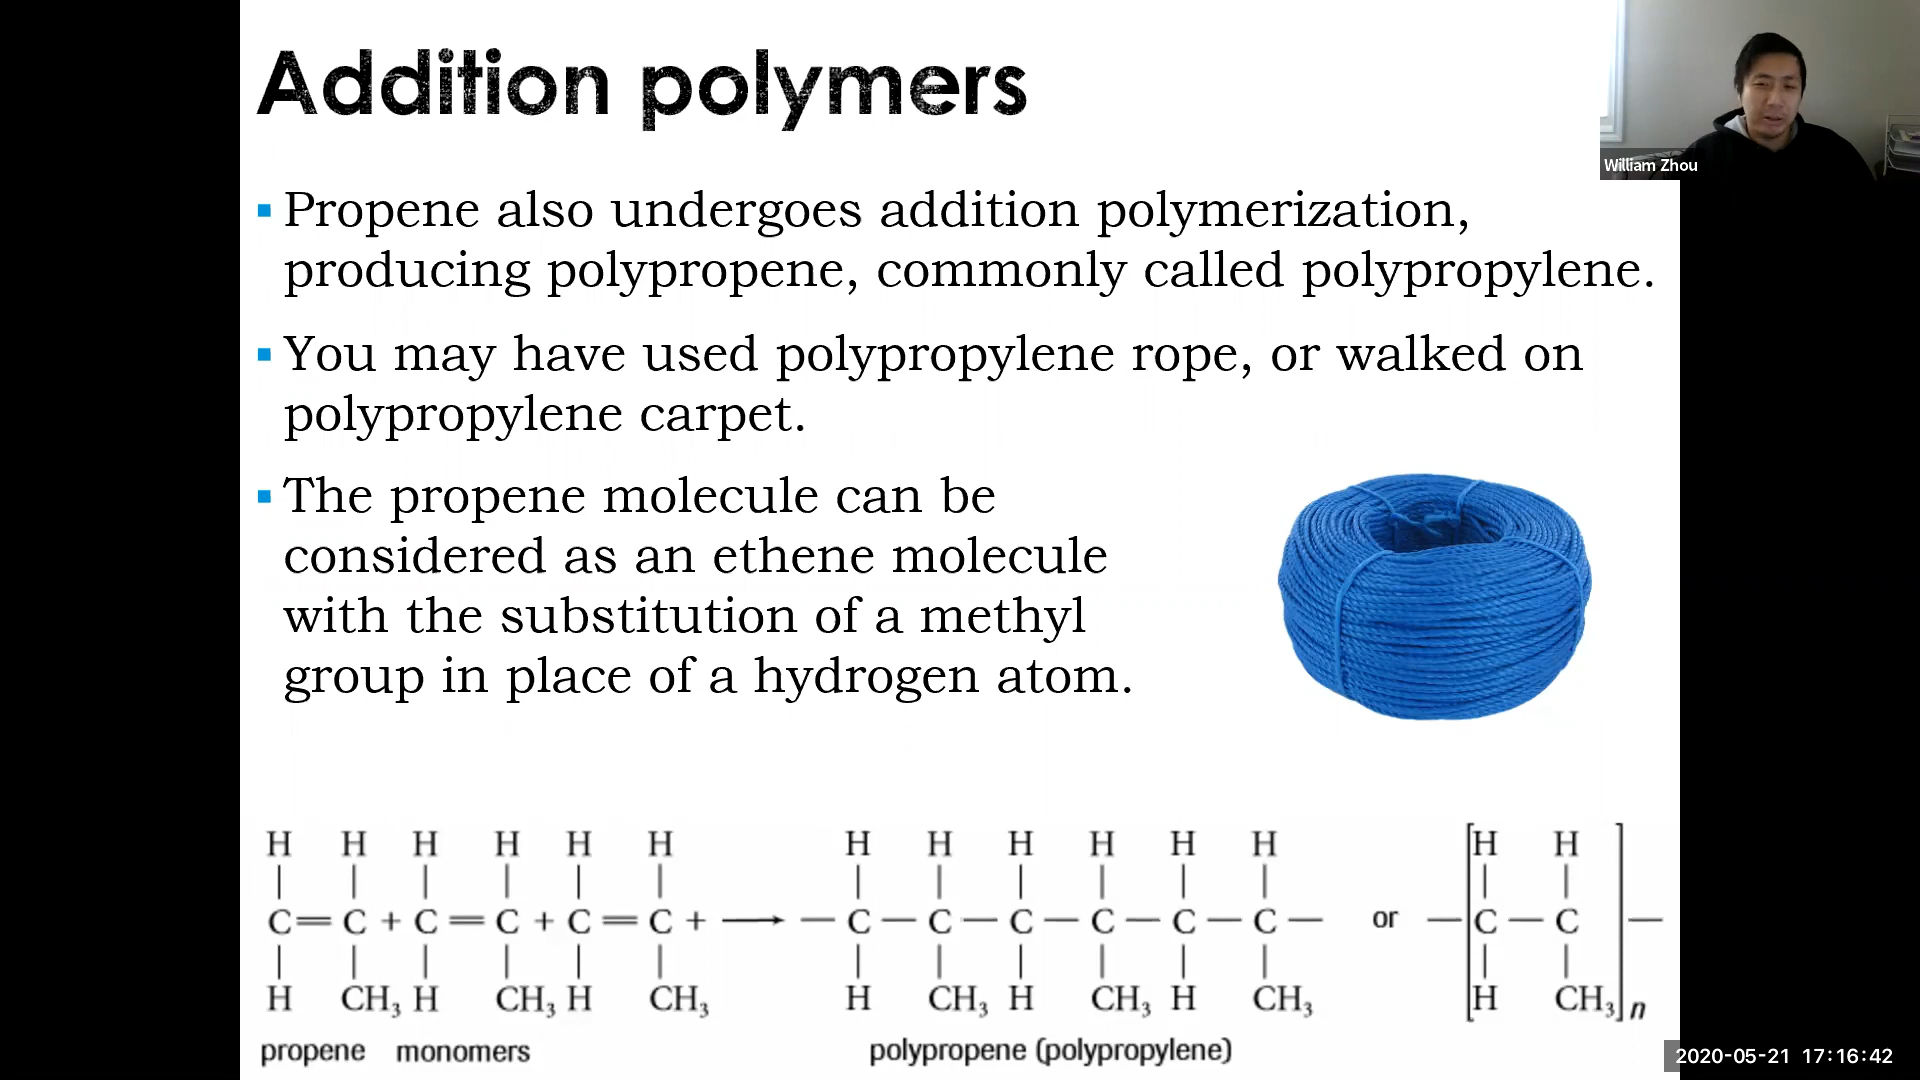 Addition polymers
William Zhou
Propene also undergoes addition polymerization,
producing polypropene, commonly called polypropylene.
You may have used polypropylene rope, or walked on
polypropylene carpet.
The propene molecule can be
considered as an ethene molecule
with the substitution of a methyl
group in place of a hydrogen atom.
H H H H H H H H H H H H H H
C=C + C=C + C=C + → —C—C—C—C—C—C— or —[C—C]—
H CH₃ H CH₃ H CH₃ H CH₃ H CH₃ H CH₃ H CH₃ n
propene monomers polypropene (polypropylene)
2020-05-21 17:16:42